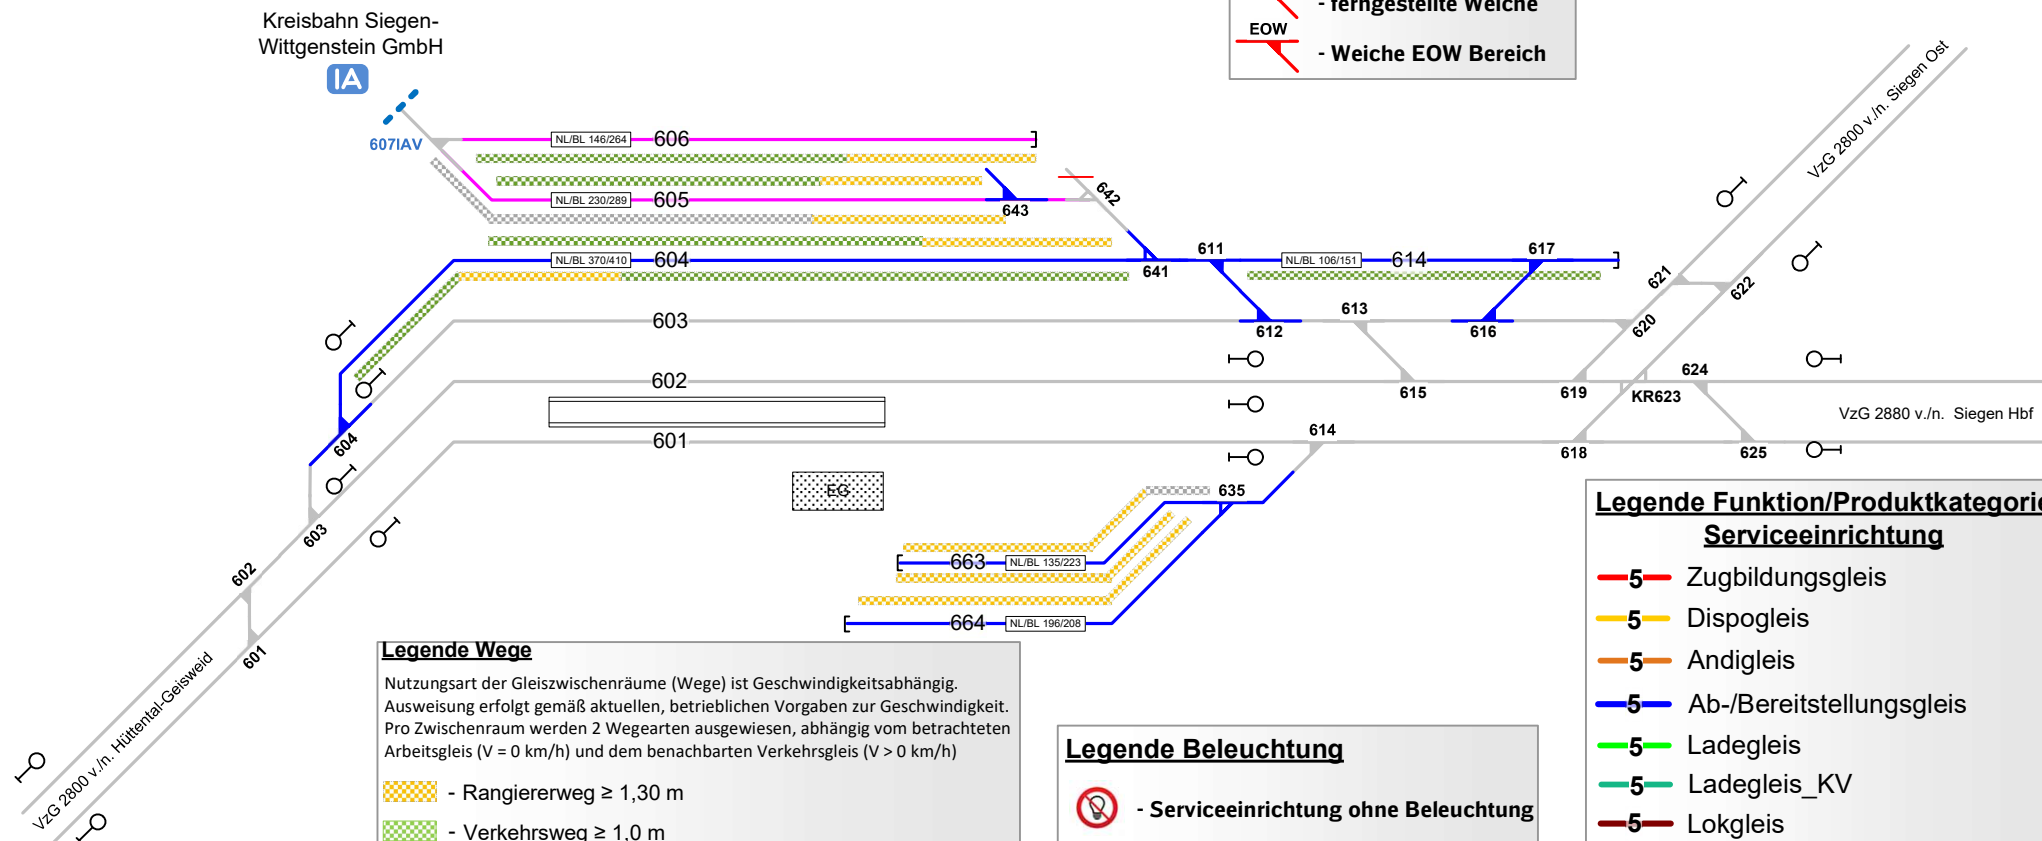 Kreisbahn Siegen-
Wittgenstein GmbH
IA
607IAV
- ferngestellte Weiche
EOW
- Weiche EOW Bereich
VzG 2800 v./n. Siegen Ost
NL/BL 146/264
606
NL/BL 230/289
605
643
642
NL/BL 370/410
604
641
611
NL/BL 106/151
614
617
621
622
603
612
613
616
620
602
615
619
KR623
624
VzG 2880 v./n. Siegen Hbf
601
614
618
625
604
EG
635
603
663
NL/BL 135/223
602
664
NL/BL 196/208
601
VzG 2800 v./n. Hüttental-Geisweid
Legende Wege
Nutzungsart der Gleiszwischenräume (Wege) ist Geschwindigkeitsabhängig.
Ausweisung erfolgt gemäß aktuellen, betrieblichen Vorgaben zur Geschwindigkeit.
Pro Zwischenraum werden 2 Wegearten ausgewiesen, abhängig vom betrachteten
Arbeitsgleis (V = 0 km/h) und dem benachbarten Verkehrsgleis (V > 0 km/h)
- Rangiererweg ≥ 1,30 m
- Verkehrsweg ≥ 1,0 m
Legende Beleuchtung
- Serviceeinrichtung ohne Beleuchtung
Legende Funktion/Produktkategorie
Serviceeinrichtung
5 Zugbildungsgleis
5 Dispogleis
5 Andigleis
5 Ab-/Bereitstellungsgleis
5 Ladegleis
5 Ladegleis_KV
5 Lokgleis